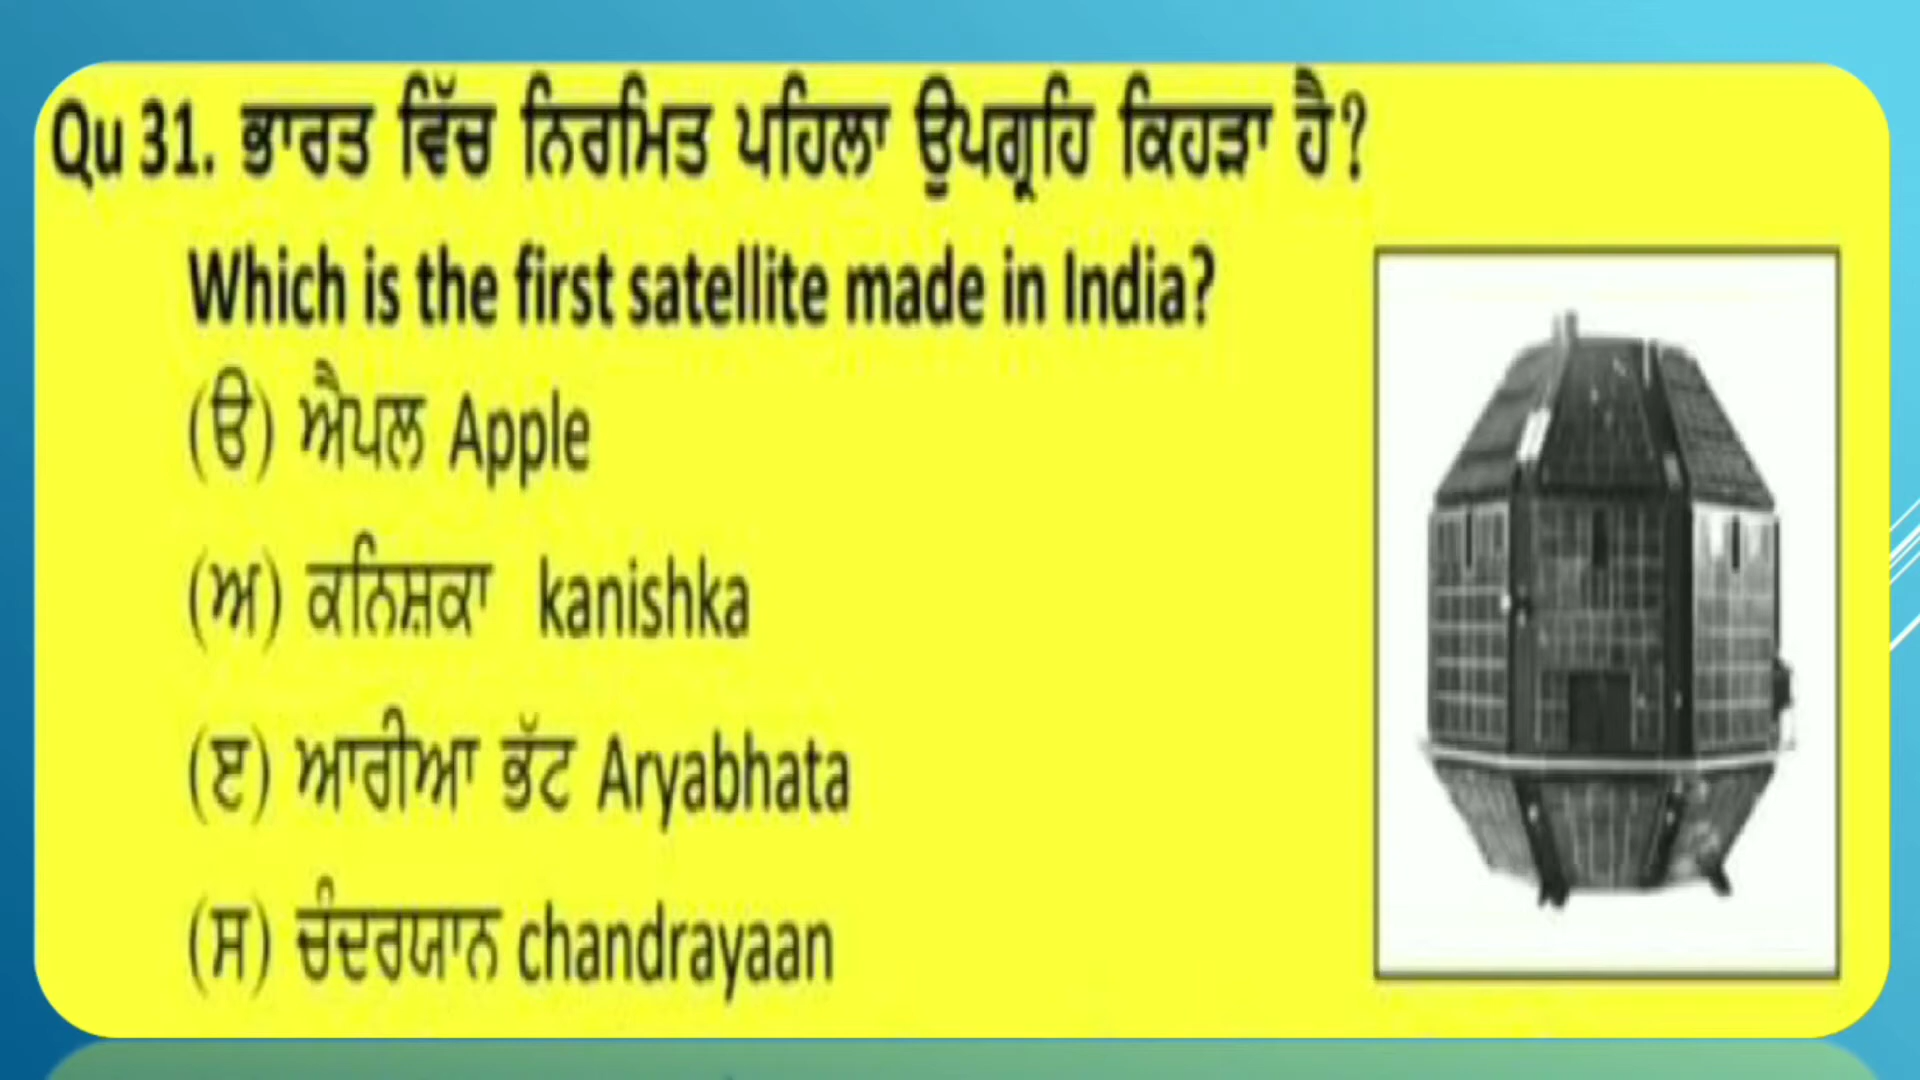 Qu 31. ਭਾਰਤ ਵਿੱਚ ਨਿਰਮਿਤ ਪਹਿਲਾ ਉਪਗ੍ਰਹਿ ਕਿਹੜਾ ਹੈ?
Which is the first satellite made in India?
(ੳ) ਐਪਲ Apple
(ਅ) ਕਨਿਸ਼ਕਾ kanishka
(ੲ) ਆਰੀਆ ਭੱਟ Aryabhata
(ਸ) ਚੰਦਰਯਾਨ chandrayaan